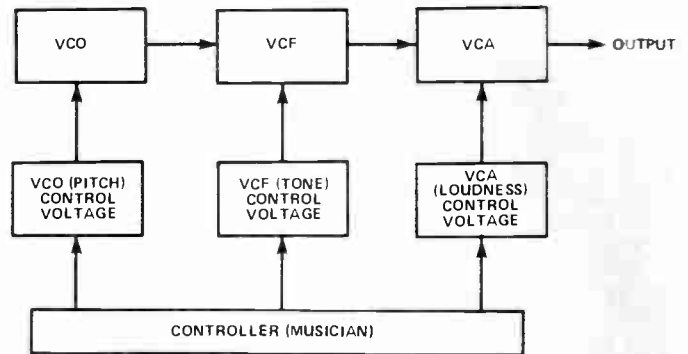 VCO
VCF
VCA
OUTPUT
VCO (PITCH)
CONTROL
VOLTAGE
VCF (TONE)
CONTROL
VOLTAGE
VCA
(LOUDNESS)
CONTROL
VOLTAGE
CONTROLLER (MUSICIAN)